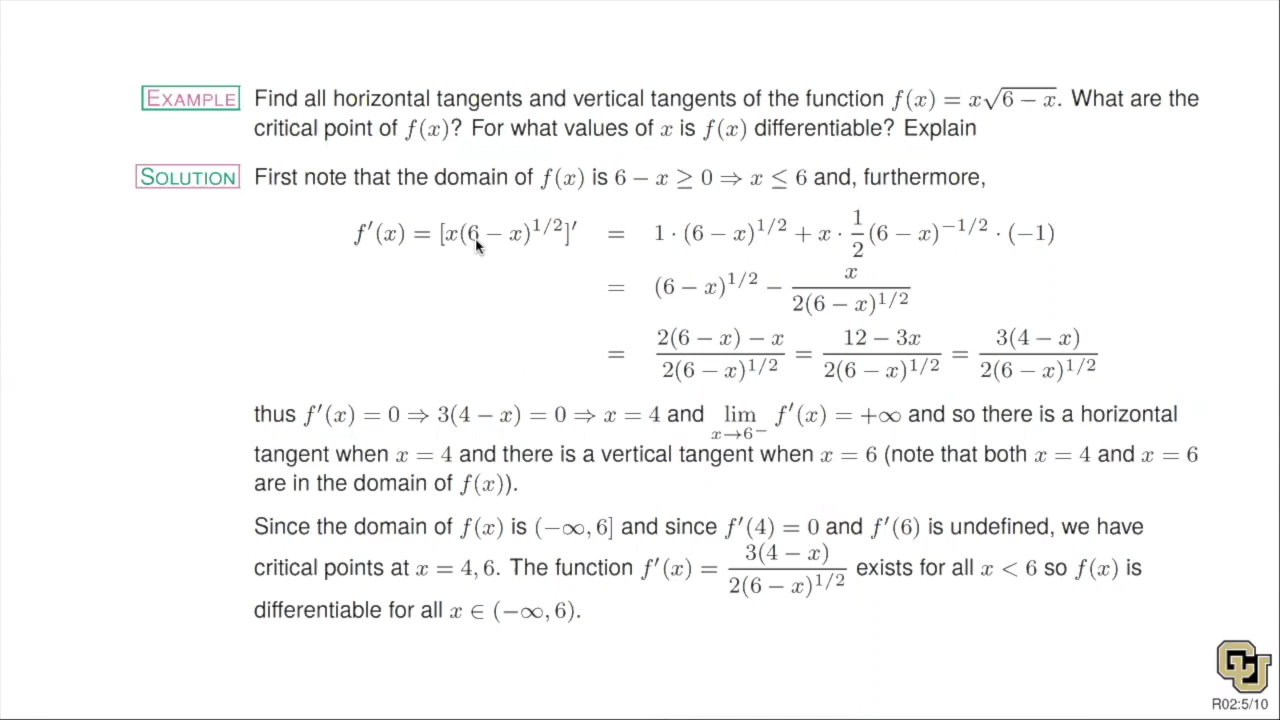 EXAMPLE Find all horizontal tangents and vertical tangents of the function f(x) = x√(6 − x). What are the
critical point of f(x)? For what values of x is f(x) differentiable? Explain
SOLUTION First note that the domain of f(x) is 6 − x ≥ 0 ⇒ x ≤ 6 and, furthermore,
f′(x) = [x(6 − x)^{1/2}]′ = 1 · (6 − x)^{1/2} + x · \frac{1}{2}(6 − x)^{−1/2} · (−1)
= (6 − x)^{1/2} − \frac{x}{2(6 − x)^{1/2}}
= \frac{2(6 − x) − x}{2(6 − x)^{1/2}} = \frac{12 − 3x}{2(6 − x)^{1/2}} = \frac{3(4 − x)}{2(6 − x)^{1/2}}
thus f′(x) = 0 ⇒ 3(4 − x) = 0 ⇒ x = 4 and \lim_{x→6−} f′(x) = +∞ and so there is a horizontal
tangent when x = 4 and there is a vertical tangent when x = 6 (note that both x = 4 and x = 6
are in the domain of f(x)).
Since the domain of f(x) is (−∞, 6] and since f′(4) = 0 and f′(6) is undefined, we have
critical points at x = 4, 6. The function f′(x) = \frac{3(4 − x)}{2(6 − x)^{1/2}} exists for all x < 6 so f(x) is
differentiable for all x ∈ (−∞, 6).
CU
R02:5/10